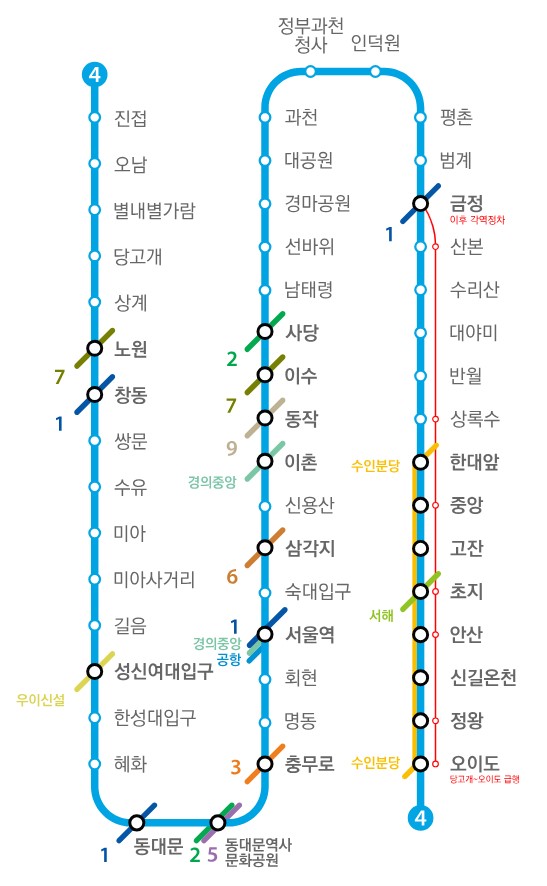 4
진접
오남
별내별가람
당고개
상계
노원
7
창동
1
쌍문
수유
미아
미아사거리
길음
성신여대입구
우이신설
한성대입구
혜화
동대문
1
2 5
동대문역사
문화공원
3
충무로
명동
회현
1
서울역
경의중앙
공항
숙대입구
6
삼각지
신용산
이촌
경의중앙
동작
9
이수
7
사당
2
남태령
선바위
경마공원
대공원
과천
정부과천
청사
인덕원
평촌
범계
금정
이후 각역정차
1
산본
수리산
대야미
반월
상록수
한대앞
수인분당
중앙
고잔
초지
서해
안산
신길온천
정왕
수인분당
오이도
당고개~오이도 급행
4